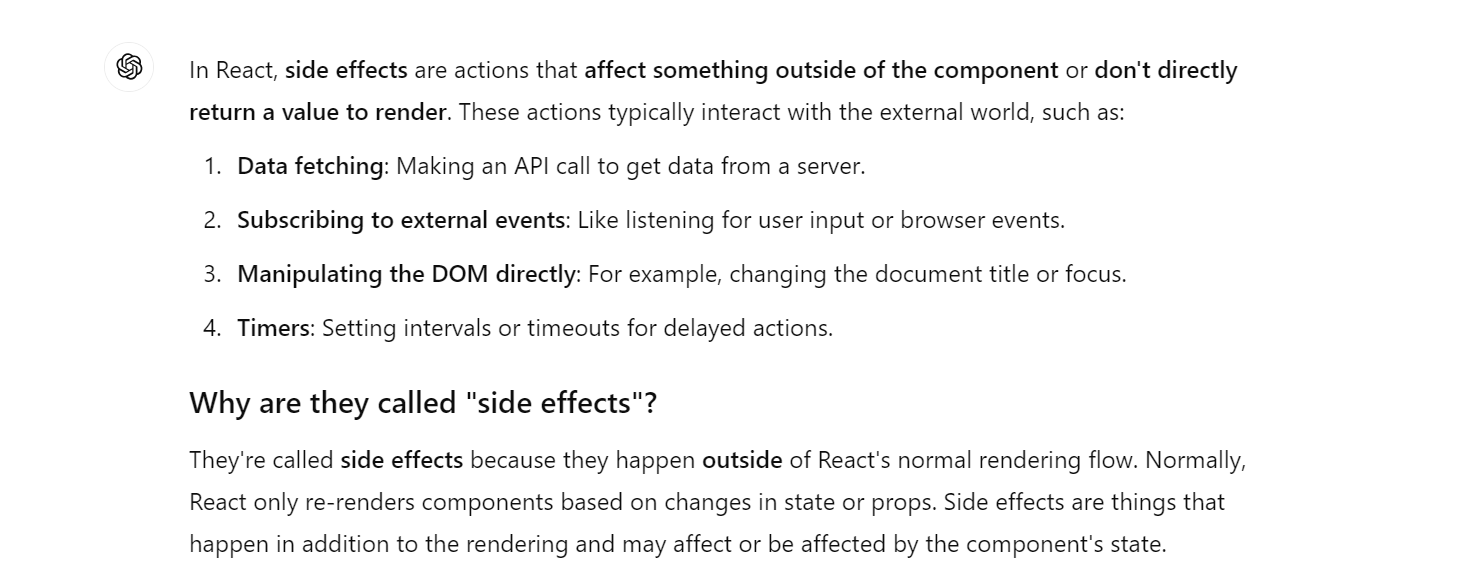 In React, side effects are actions that affect something outside of the component or don't directly
return a value to render. These actions typically interact with the external world, such as:
1. Data fetching: Making an API call to get data from a server.
2. Subscribing to external events: Like listening for user input or browser events.
3. Manipulating the DOM directly: For example, changing the document title or focus.
4. Timers: Setting intervals or timeouts for delayed actions.
Why are they called "side effects"?
They're called side effects because they happen outside of React's normal rendering flow. Normally,
React only re-renders components based on changes in state or props. Side effects are things that
happen in addition to the rendering and may affect or be affected by the component's state.